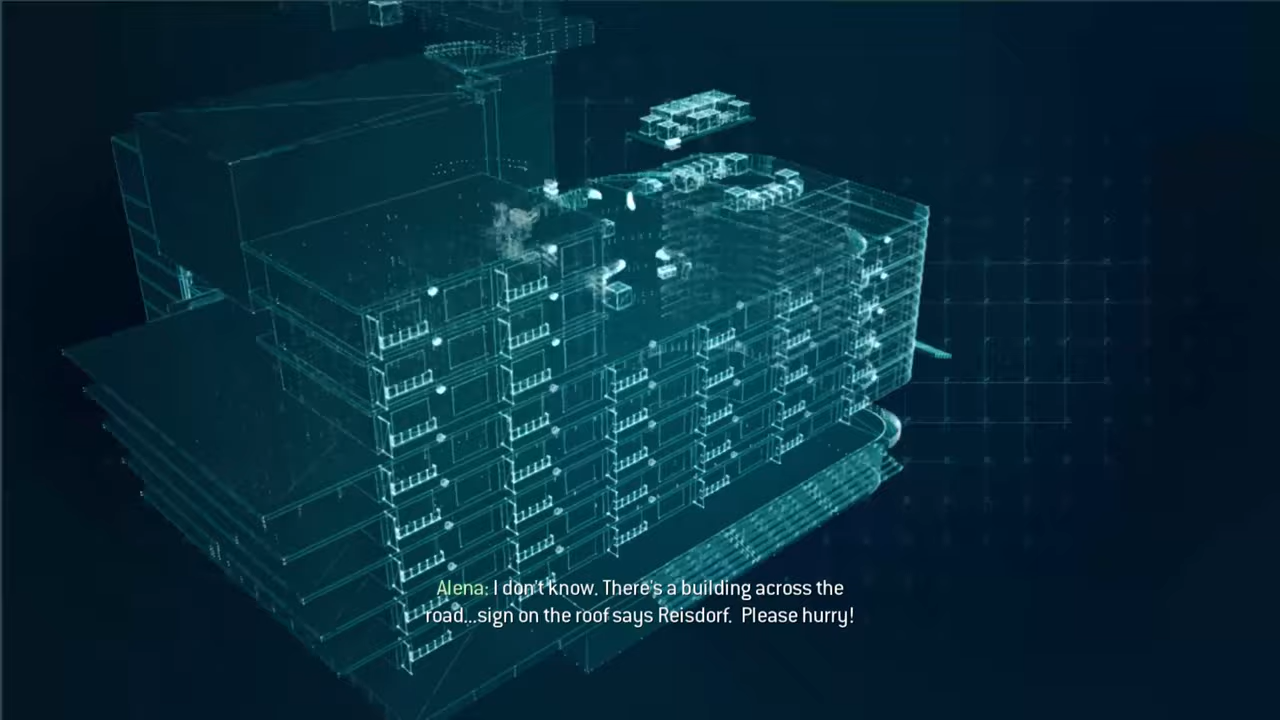 Alena: I don't know. There's a building across the
road...sign on the roof says Reisdorf. Please hurry!